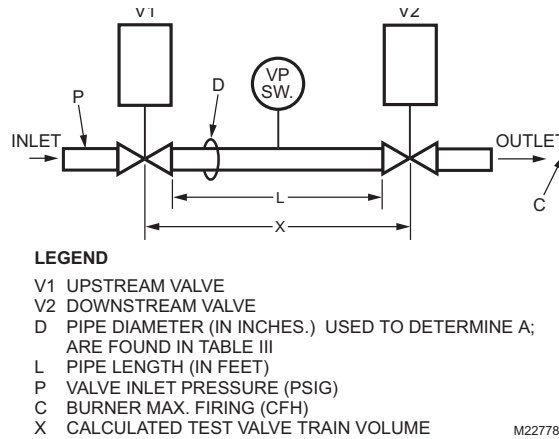 V1
V2
VP
SW.
D
P
INLET
OUTLET
L
C
X
LEGEND
V1 UPSTREAM VALVE
V2 DOWNSTREAM VALVE
D PIPE DIAMETER (IN INCHES.) USED TO DETERMINE A;
ARE FOUND IN TABLE III
L PIPE LENGTH (IN FEET)
P VALVE INLET PRESSURE (PSIG)
C BURNER MAX. FIRING (CFH)
X CALCULATED TEST VALVE TRAIN VOLUME
M22778